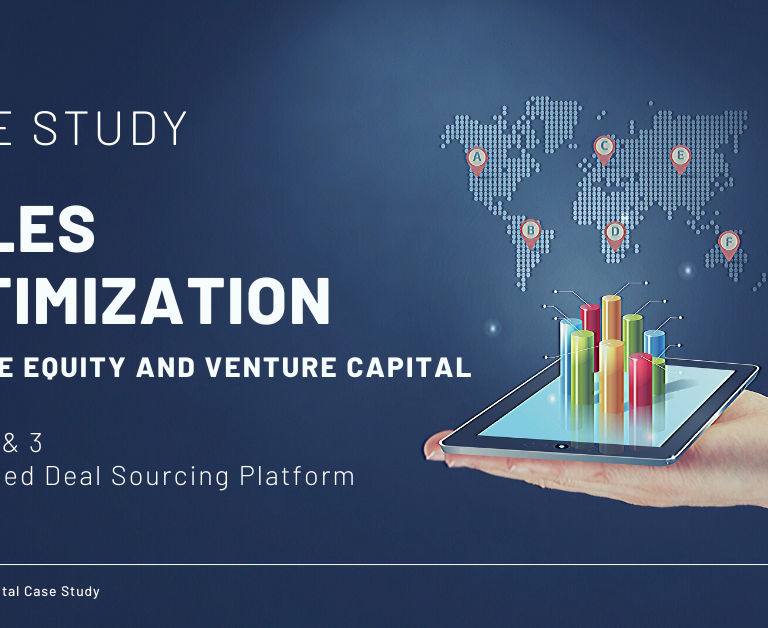 E STUDY
LES
TIMIZATION
E EQUITY AND VENTURE CAPITAL
& 3
ed Deal Sourcing Platform
A
C
E
B
D
F
tal Case Study